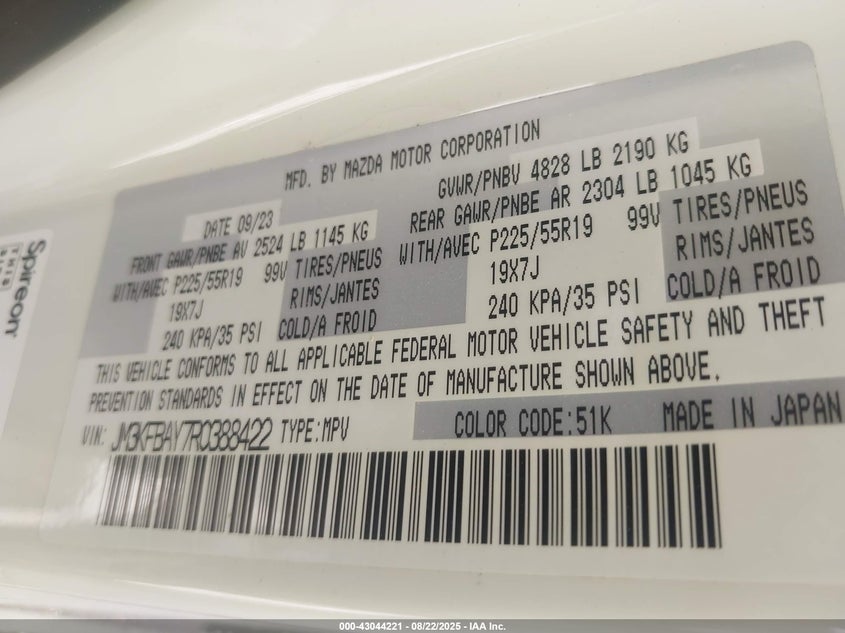 MFD. BY MAZDA MOTOR CORPORATION
DATE 09/23 GVWR/PNBV 4828 LB 2190 KG
FRONT GAWR/PNBE AV 2524 LB 1145 KG REAR GAWR/PNBE AR 2304 LB 1045 KG
WITH/AVEC P225/55R19 99V TIRES/PNEUS WITH/AVEC P225/55R19 99V TIRES/PNEUS
19X7J RIMS/JANTES 19X7J RIMS/JANTES
240 KPA/35 PSI COLD/A FROID 240 KPA/35 PSI COLD/A FROID
THIS VEHICLE CONFORMS TO ALL APPLICABLE FEDERAL MOTOR VEHICLE SAFETY AND THEFT
PREVENTION STANDARDS IN EFFECT ON THE DATE OF MANUFACTURE SHOWN ABOVE.
VIN: JM3KFBAY7R0388422 TYPE:MPV COLOR CODE:51K MADE IN JAPAN
Spireon
000-43044221 - 08/22/2025 - IAA Inc.